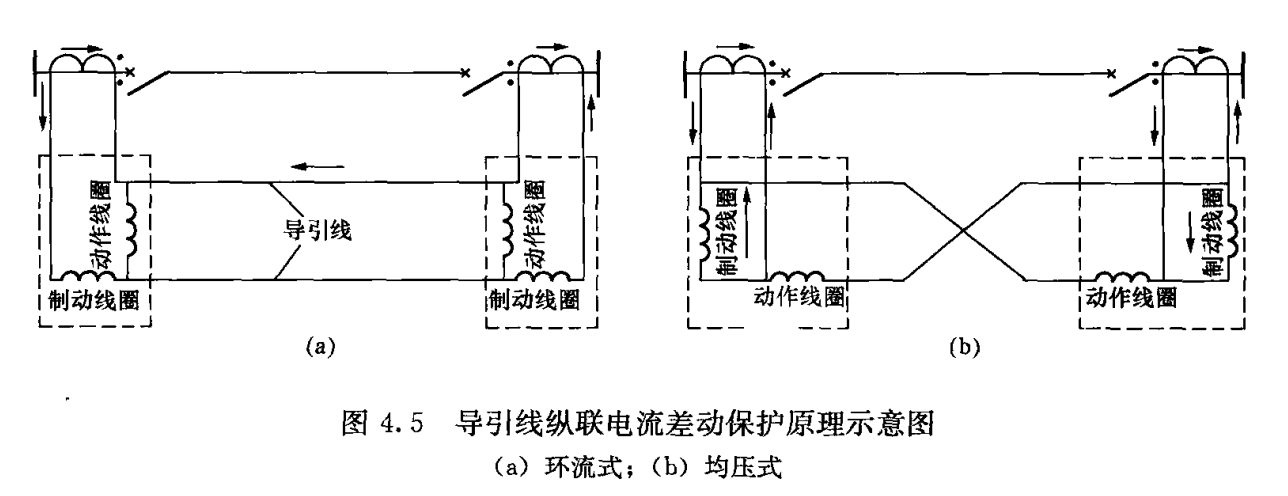 动作线圈
制动线圈
导引线
动作线圈
制动线圈
(a)
制动线圈
动作线圈
制动线圈
动作线圈
(b)
图 4.5 导引线纵联电流差动保护原理示意图
(a) 环流式；(b) 均压式